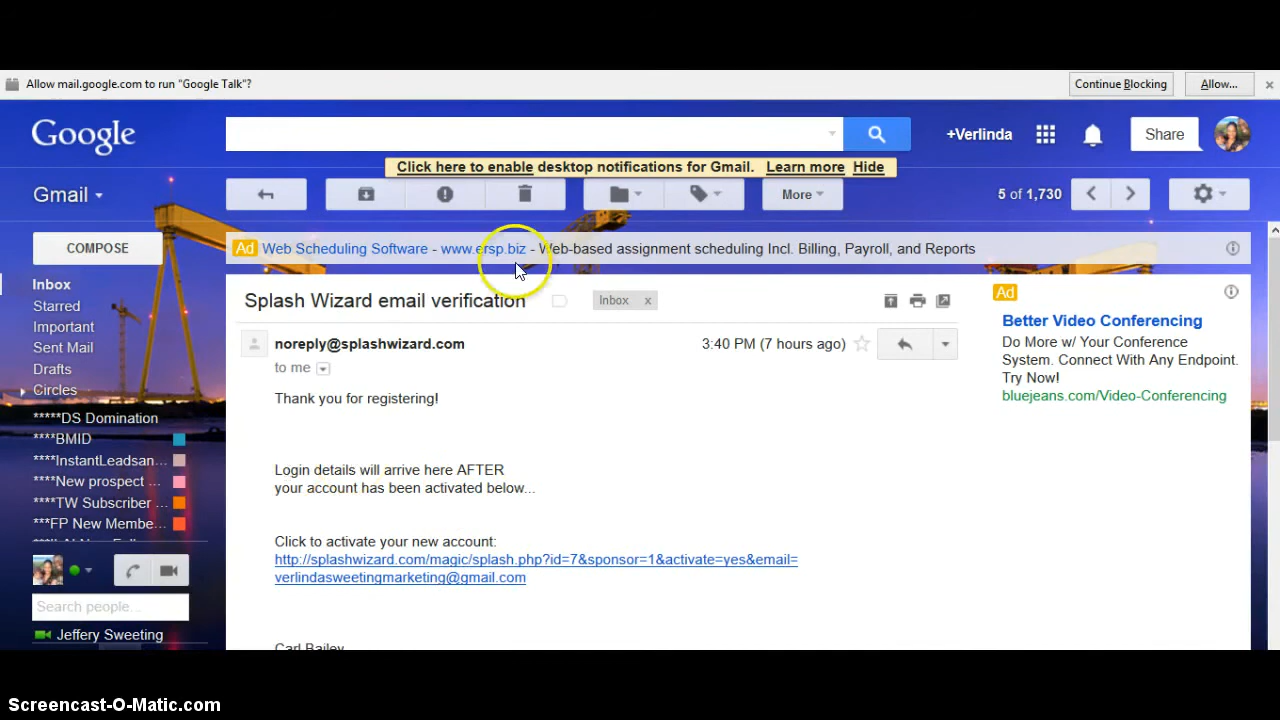 Allow mail.google.com to run "Google Talk"?
Continue Blocking
Allow...
×
Google
+Verlinda
Share
Click here to enable desktop notifications for Gmail. Learn more Hide
Gmail
More
5 of 1,730
COMPOSE
Ad Web Scheduling Software - www.ersp.biz - Web-based assignment scheduling Incl. Billing, Payroll, and Reports
Inbox
Starred
Important
Sent Mail
Drafts
Circles
*****DS Domination
****BMID
****InstantLeadsan...
****New prospect ...
****TW Subscriber ...
***FP New Membe...
Search people...
Jeffery Sweeting
Splash Wizard email verification
Inbox x
noreply@splashwizard.com
3:40 PM (7 hours ago)
to me
Thank you for registering!
Login details will arrive here AFTER
your account has been activated below...
Click to activate your new account:
http://splashwizard.com/magic/splash.php?id=7&sponsor=1&activate=yes&email=
verlindasweetingmarketing@gmail.com
Carl Bailey
Ad
Better Video Conferencing
Do More w/ Your Conference
System. Connect With Any Endpoint.
Try Now!
bluejeans.com/Video-Conferencing
Screencast-O-Matic.com